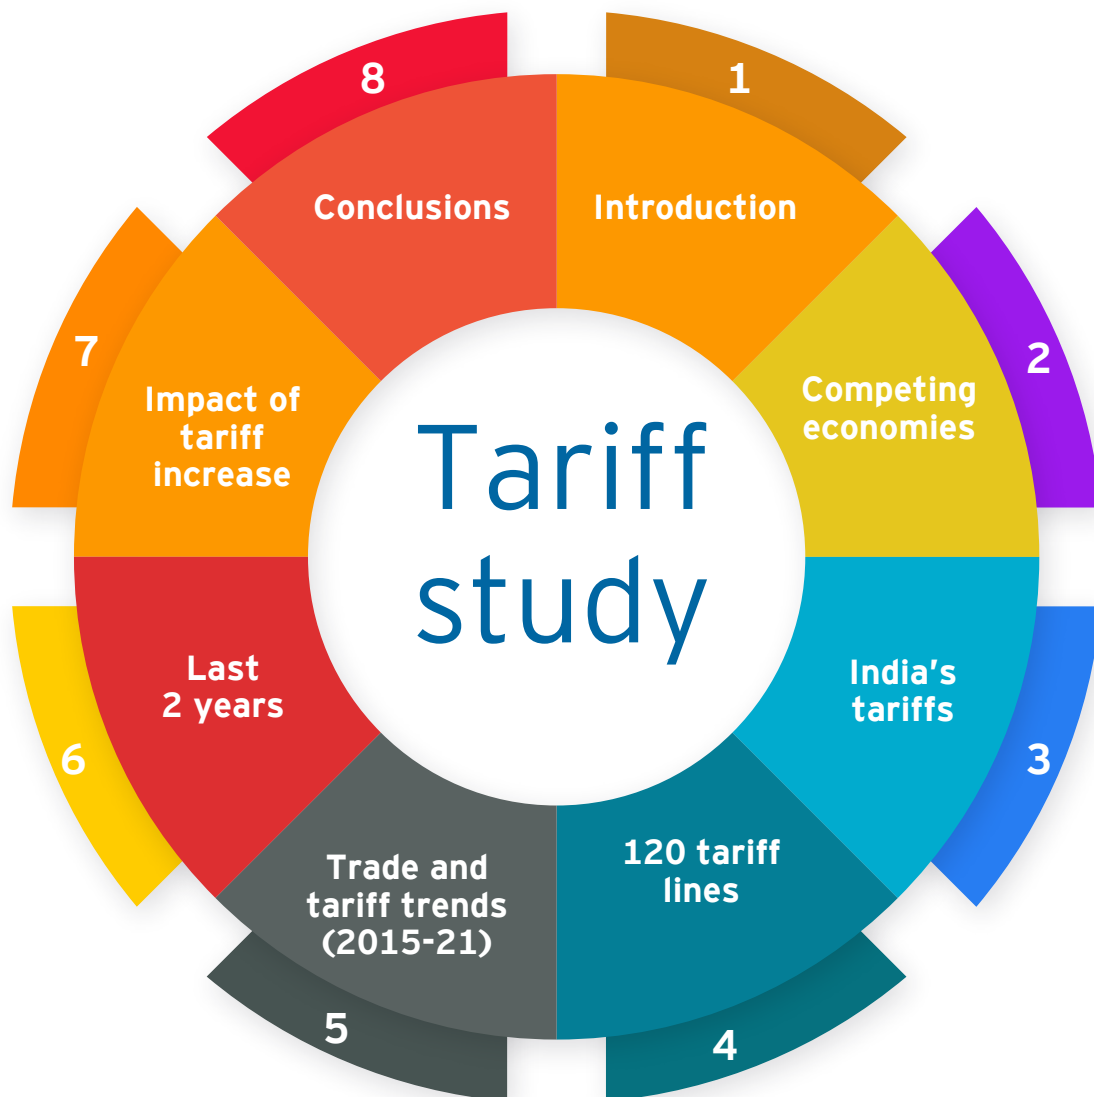 Tariff
study
1
Introduction
2
Competing
economies
3
India's
tariffs
4
120 tariff
lines
5
Trade and
tariff trends
(2015-21)
6
Last
2 years
7
Impact of
tariff
increase
8
Conclusions